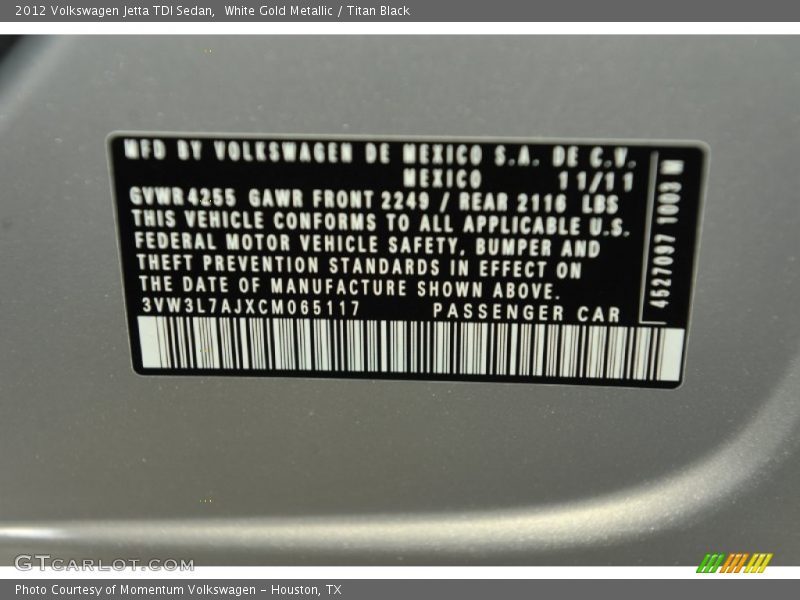 2012 Volkswagen Jetta TDI Sedan,  White Gold Metallic / Titan Black
MFD BY VOLKSWAGEN DE MEXICO S.A. DE C.V.
MEXICO 11/11
GVWR 4255 GAWR FRONT 2249 / REAR 2116 LBS
THIS VEHICLE CONFORMS TO ALL APPLICABLE U.S.
FEDERAL MOTOR VEHICLE SAFETY, BUMPER AND
THEFT PREVENTION STANDARDS IN EFFECT ON
THE DATE OF MANUFACTURE SHOWN ABOVE.
3VW3L7AJXCM065117 PASSENGER CAR
4527097 1003 M
GTcarlot.com
Photo Courtesy of Momentum Volkswagen - Houston, TX